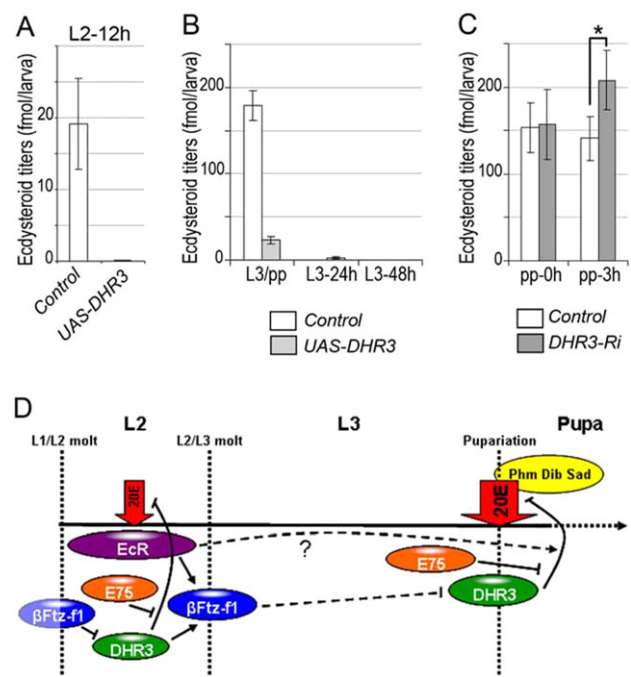 A
L2-12h
Ecdysteroid titers (fmol/larva)
30
20
10
0
Control
UAS-DHR3
B
Ecdysteroid titers (fmol/larva)
200
100
0
L3/pp L3-24h L3-48h
Control
UAS-DHR3
C
*
Ecdysteroid titers (fmol/larva)
200
100
0
pp-0h pp-3h
Control
DHR3-Ri
D
L2 L3 Pupa
L1/L2 molt L2/L3 molt Pupariation
Phm Dib Sad
20E 20E
EcR
?
E75 E75
βFtz-f1 βFtz-f1
DHR3 DHR3